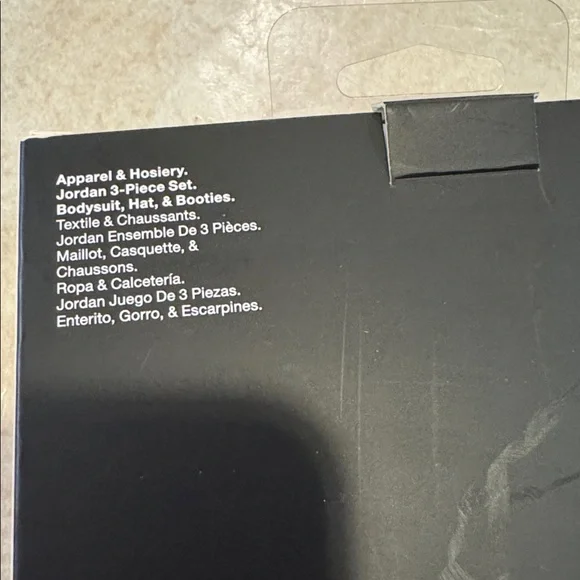 Apparel & Hosiery.
Jordan 3-Piece Set.
Bodysuit, Hat, & Booties.
Textile & Chaussants.
Jordan Ensemble De 3 Pièces.
Maillot, Casquette, &
Chaussons.
Ropa & Calcetería.
Jordan Juego De 3 Piezas.
Enterito, Gorro, & Escarpines.